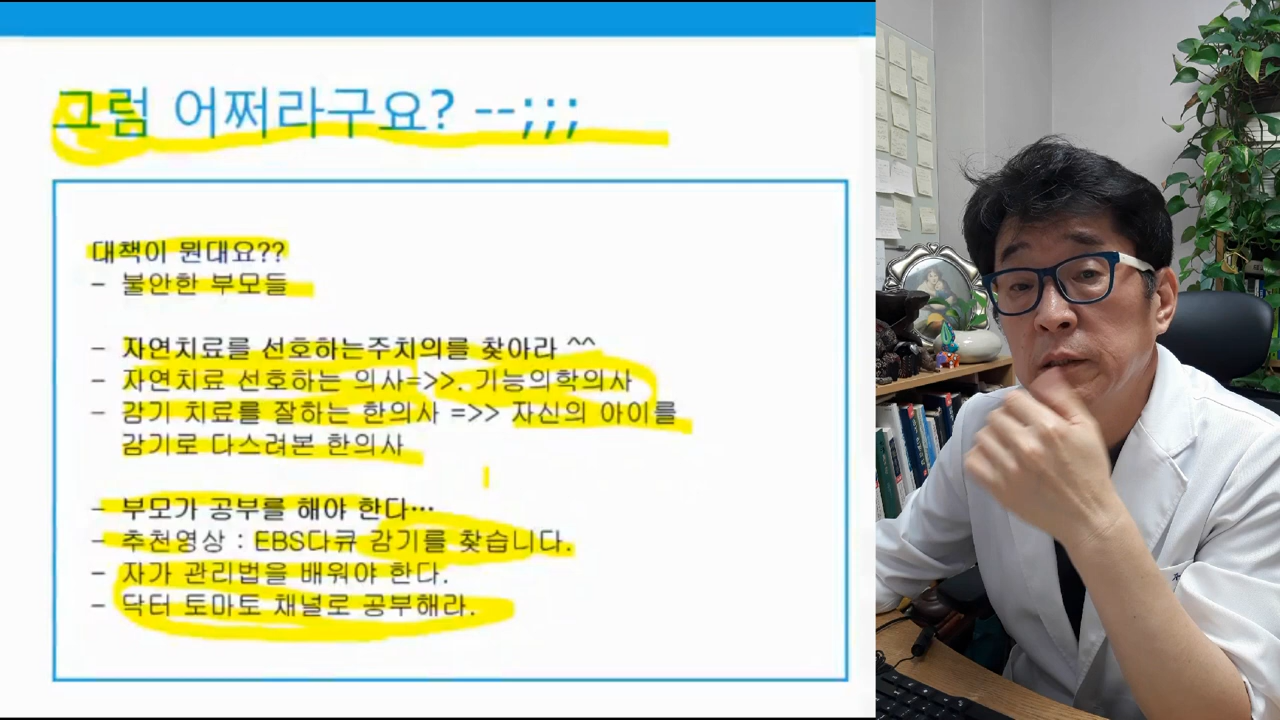 그럼 어쩌라구요? --;;;
대책이 뭔대요??
- 불안한 부모들
- 자연치료를 선호하는주치의를 찾아라 ^^
- 자연치료 선호하는 의사=>>. 기능의학의사
- 감기 치료를 잘하는 한의사 =>> 자신의 아이를
감기로 다스려본 한의사
- 부모가 공부를 해야 한다…
- 추천영상 : EBS다큐 감기를 찾습니다.
- 자가 관리법을 배워야 한다.
- 닥터 토마토 채널로 공부해라.